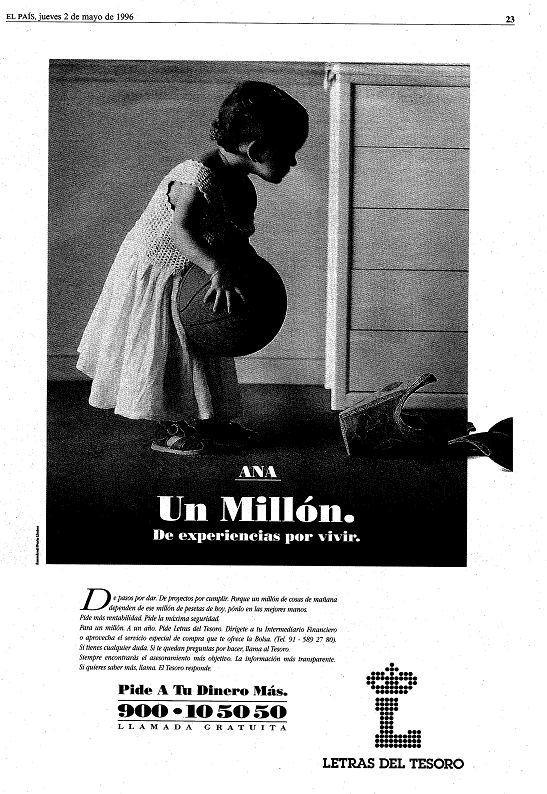 EL PAÍS, jueves 2 de mayo de 1996
23
ANA
Un Millón.
De experiencias por vivir.
De pasos por dar. De proyectos por cumplir. Porque un millón de cosas de mañana
dependen de ese millón de pesetas de hoy, pónlo en las mejores manos.
Pide más rentabilidad. Pide la máxima seguridad.
Para un millón. A un año. Pide Letras del Tesoro. Dirígete a tu Intermediario Financiero
o aprovecha el servicio especial de compra que te ofrece la Bolsa. (Tel. 91 - 589 27 80).
Si tienes cualquier duda. Si te quedan preguntas por hacer, llama al Tesoro.
Siempre encontrarás el asesoramiento más objetivo. La información más transparente.
Si quieres saber más, llama. El Tesoro responde.
Pide A Tu Dinero Más.
900 • 10 50 50
LLAMADA GRATUITA
LETRAS DEL TESORO